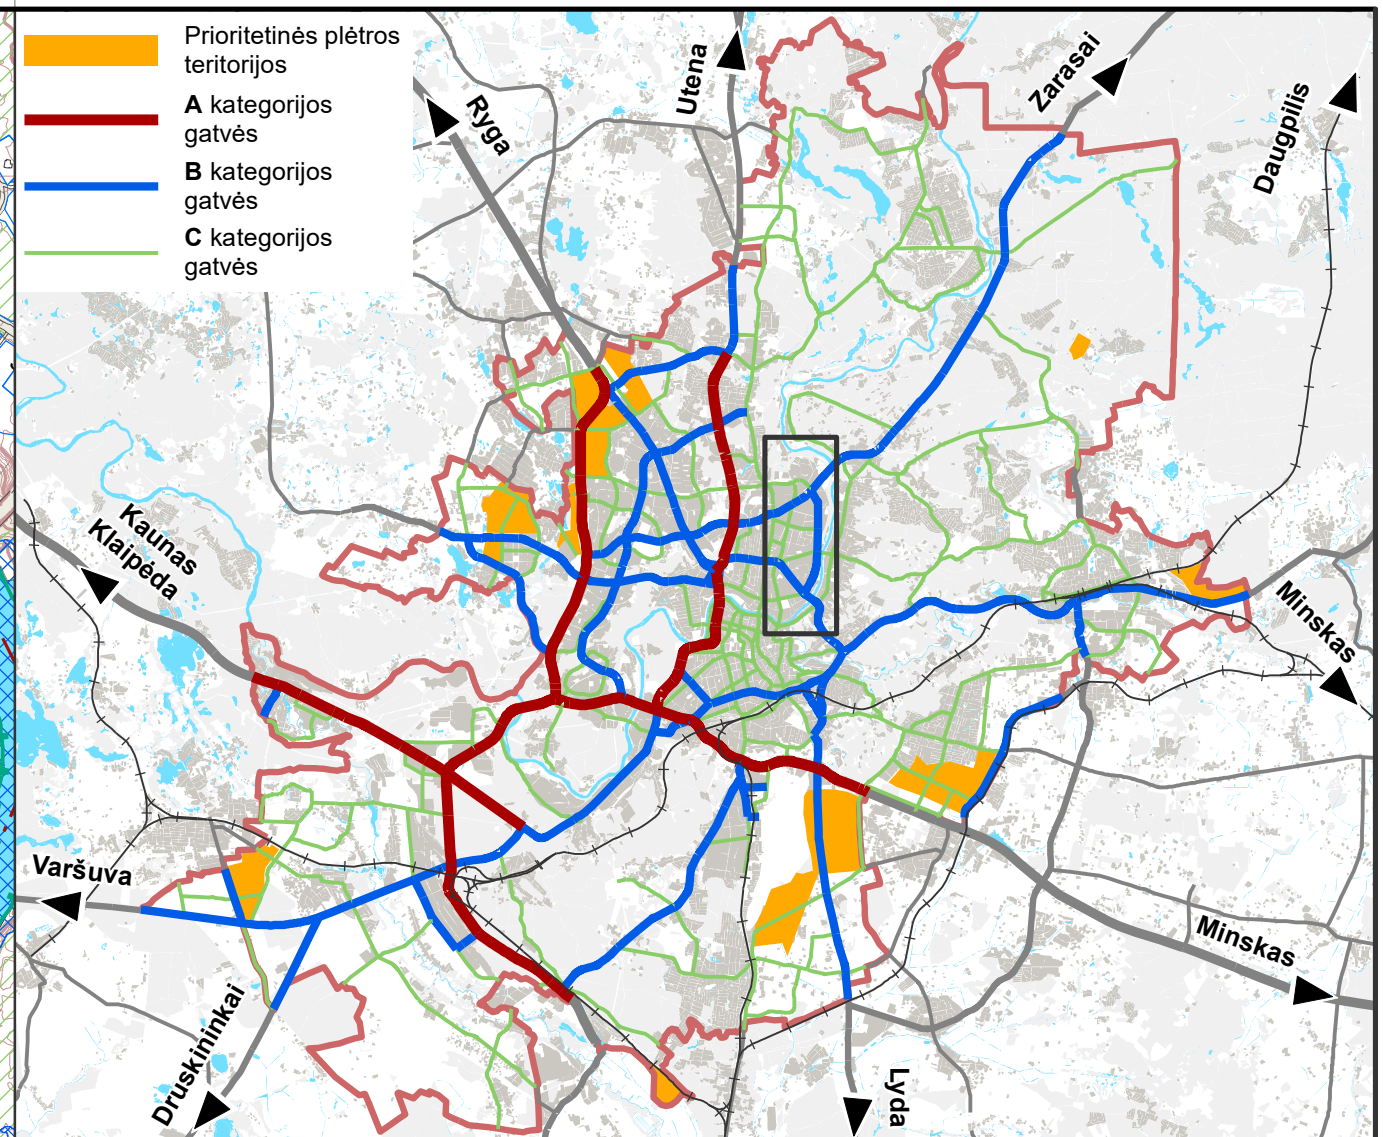 Prioritetinės plėtros
teritorijos
A kategorijos
gatvės
B kategorijos
gatvės
C kategorijos
gatvės
Ryga
Utena
Zarasai
Daugpilis
Kaunas
Klaipėda
Minskas
Varšuva
Minskas
Druskininkai
Lyda